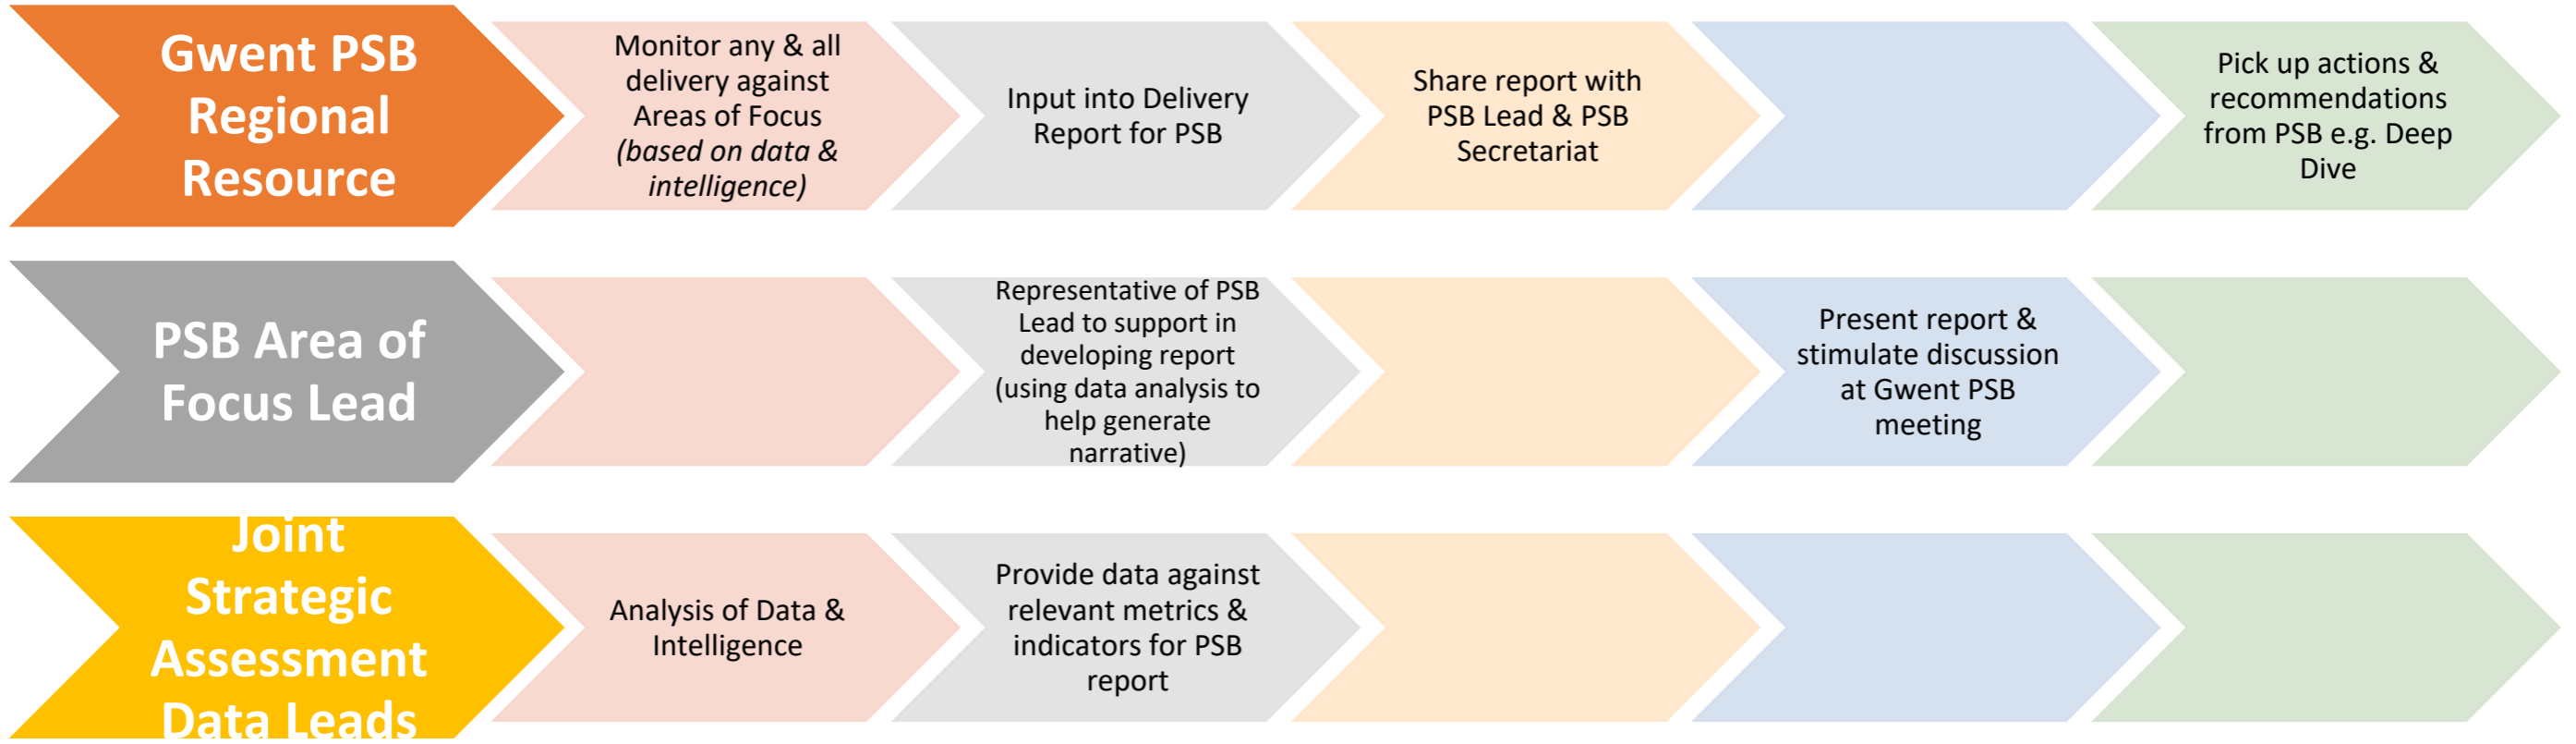 Gwent PSB
Regional
Resource
Monitor any & all
delivery against
Areas of Focus
(based on data &
intelligence)
Input into Delivery
Report for PSB
Share report with
PSB Lead & PSB
Secretariat
Pick up actions &
recommendations
from PSB e.g. Deep
Dive
PSB Area of
Focus Lead
Representative of PSB
Lead to support in
developing report
(using data analysis to
help generate
narrative)
Present report &
stimulate discussion
at Gwent PSB
meeting
Joint
Strategic
Assessment
Data Leads
Analysis of Data &
Intelligence
Provide data against
relevant metrics &
indicators for PSB
report